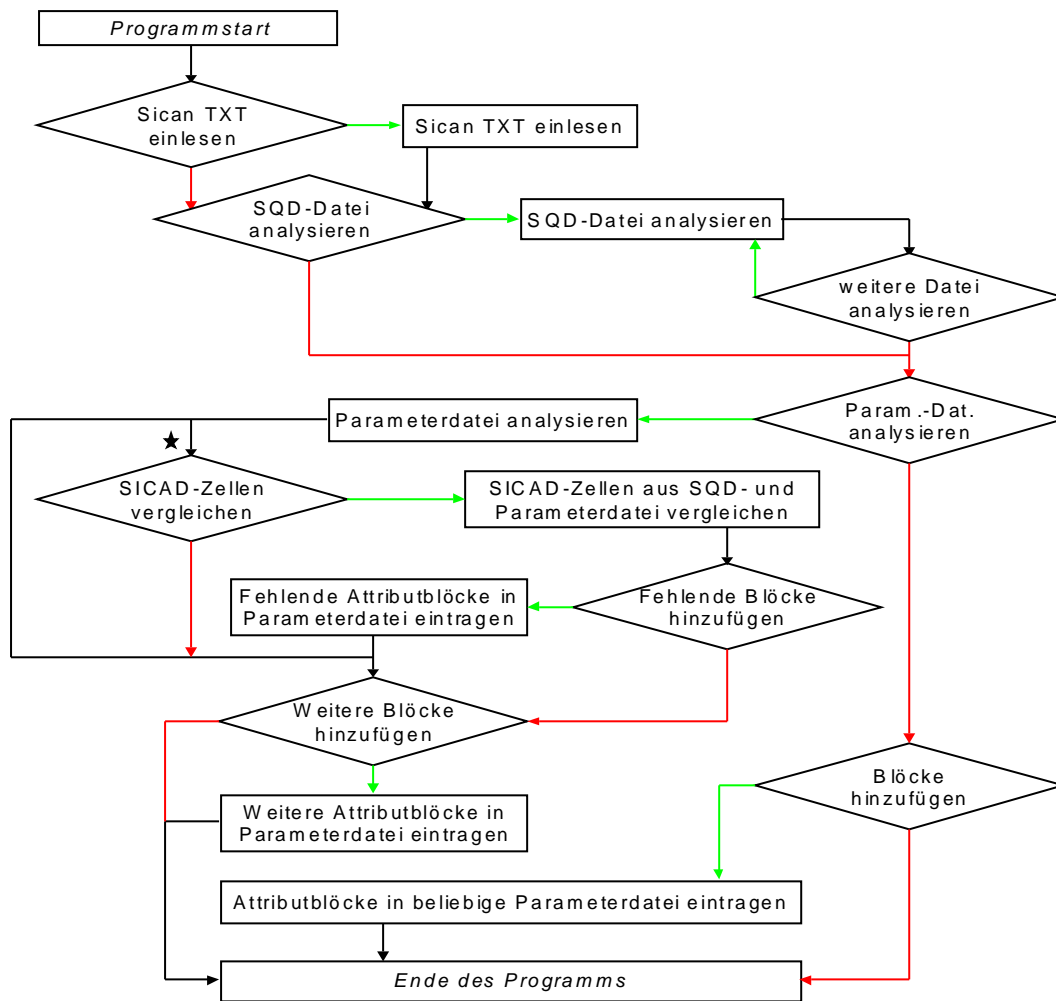 Programmstart
Sican TXT
einlesen
Sican TXT einlesen
SQD-Datei
analysieren
SQD-Datei analysieren
weitere Datei
analysieren
Param.-Dat.
analysieren
Parameterdatei analysieren
SICAD-Zellen
vergleichen
SICAD-Zellen aus SQD- und
Parameterdatei vergleichen
Fehlende Attributblöcke in
Parameterdatei eintragen
Fehlende Blöcke
hinzufügen
Weitere Blöcke
hinzufügen
Blöcke
hinzufügen
Weitere Attributblöcke in
Parameterdatei eintragen
Attributblöcke in beliebige Parameterdatei eintragen
Ende des Programms